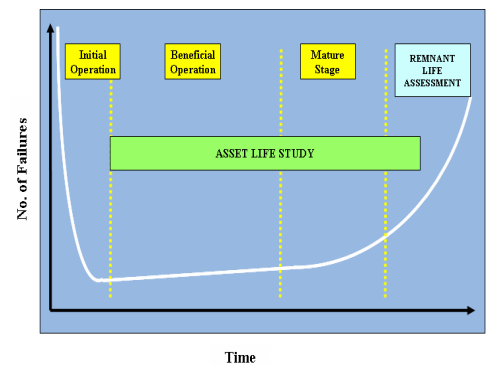 Initial
Operation
Beneficial
Operation
Mature
Stage
REMNANT
LIFE
ASSESSMENT
ASSET LIFE STUDY
No. of Failures
Time